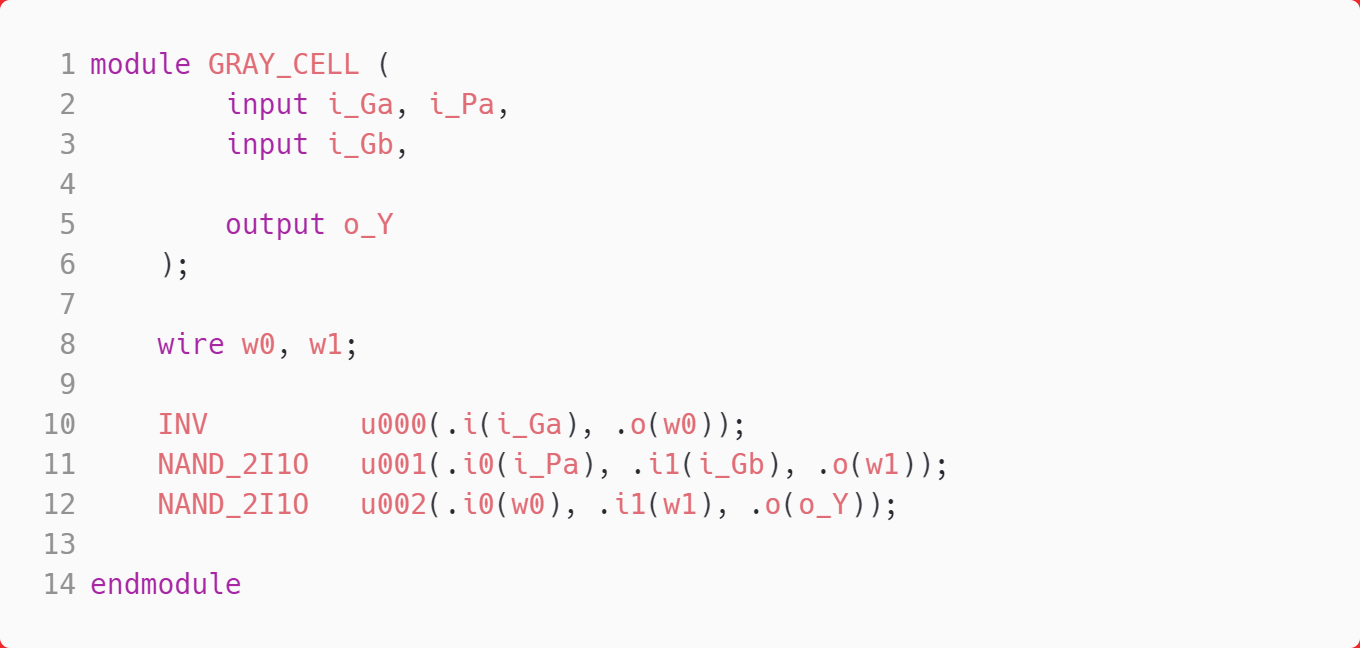 1 module GRAY_CELL (
2         input i_Ga, i_Pa,
3         input i_Gb,
4
5         output o_Y
6     );
7
8     wire w0, w1;
9
10     INV         u000(.i(i_Ga), .o(w0));
11     NAND_2I1O   u001(.i0(i_Pa), .i1(i_Gb), .o(w1));
12     NAND_2I1O   u002(.i0(w0), .i1(w1), .o(o_Y));
13
14 endmodule